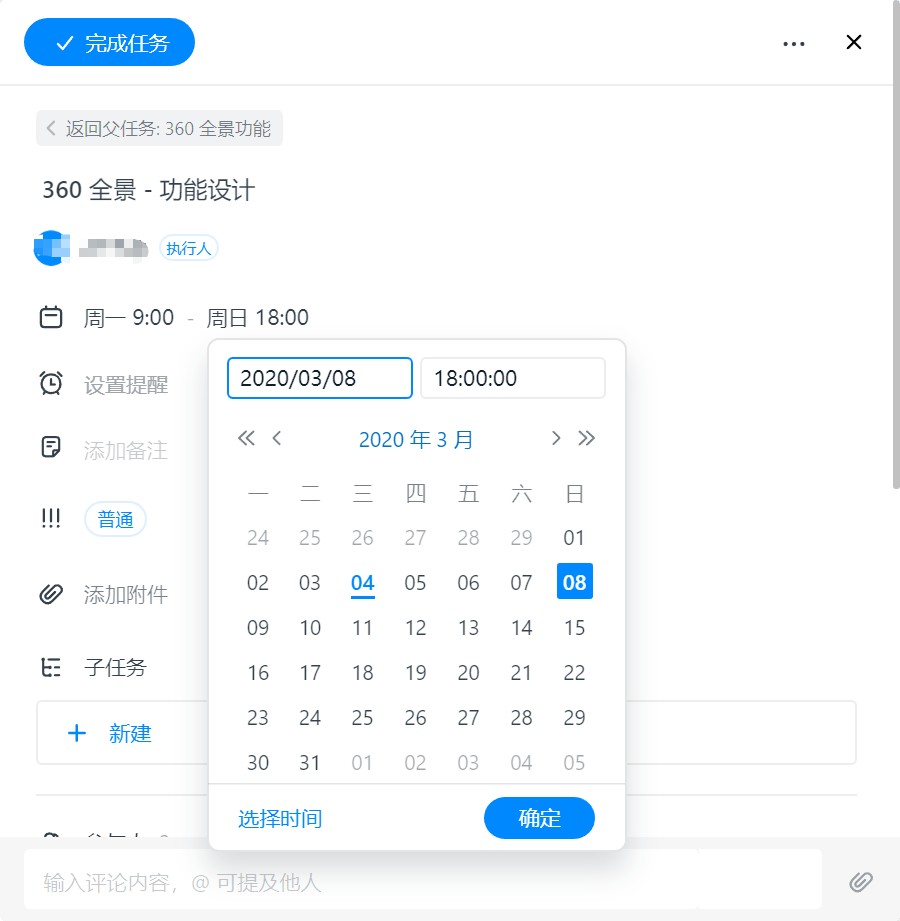 完成任务
返回父任务: 360 全景功能
360 全景 - 功能设计
执行人
周一 9:00 - 周日 18:00
设置提醒
添加备注
普通
添加附件
子任务
新建
2020/03/08 18:00:00
2020 年 3 月
一 二 三 四 五 六 日
24 25 26 27 28 29 01
02 03 04 05 06 07 08
09 10 11 12 13 14 15
16 17 18 19 20 21 22
23 24 25 26 27 28 29
30 31 01 02 03 04 05
选择时间 确定
输入评论内容，@ 可提及他人